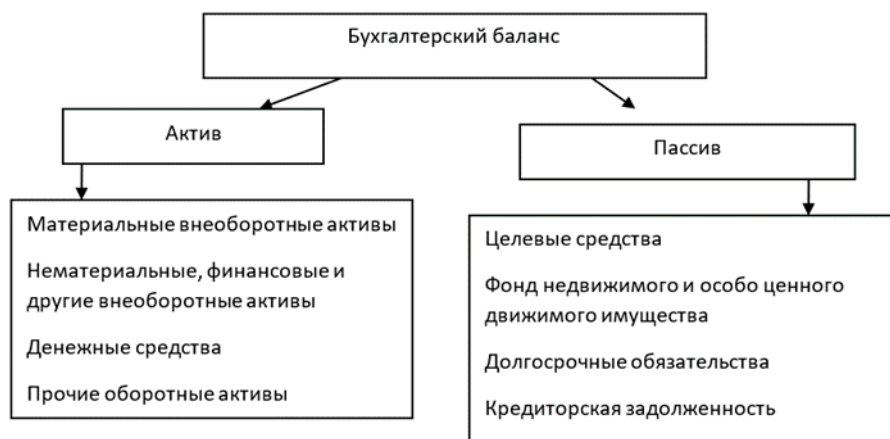 Бухгалтерский баланс
Актив
Пассив
Материальные внеоборотные активы
Нематериальные, финансовые и
другие внеоборотные активы
Денежные средства
Прочие оборотные активы
Целевые средства
Фонд недвижимого и особо ценного
движимого имущества
Долгосрочные обязательства
Кредиторская задолженность